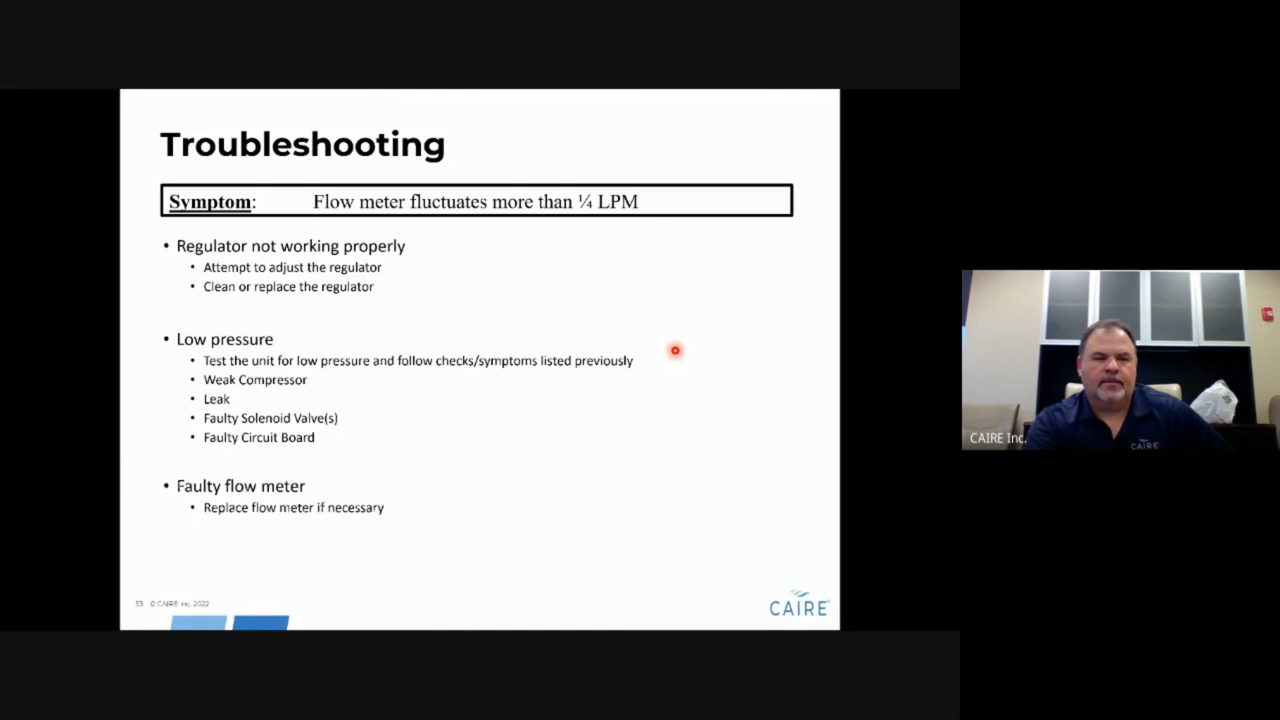 Troubleshooting
Symptom: Flow meter fluctuates more than ¼ LPM
• Regulator not working properly
• Attempt to adjust the regulator
• Clean or replace the regulator
• Low pressure
• Test the unit for low pressure and follow checks/symptoms listed previously
• Weak Compressor
• Leak
• Faulty Solenoid Valve(s)
• Faulty Circuit Board
• Faulty flow meter
• Replace flow meter if necessary
53 © CAIRE Inc. 2022
CAIRE
CAIRE Inc.
CAIRE